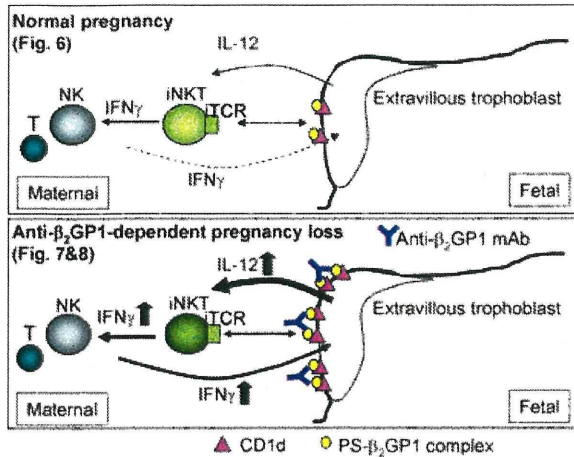 Normal pregnancy
(Fig. 6)
IL-12
NK
IFNγ
iNKT
iTCR
T
IFNγ
Extravillous trophoblast
Maternal
Fetal
Anti-β₂GP1-dependent pregnancy loss
(Fig. 7&8)
Anti-β₂GP1 mAb
IL-12
NK
IFNγ
iNKT
iTCR
T
IFNγ
Extravillous trophoblast
Maternal
Fetal
CD1d
PS-β₂GP1 complex